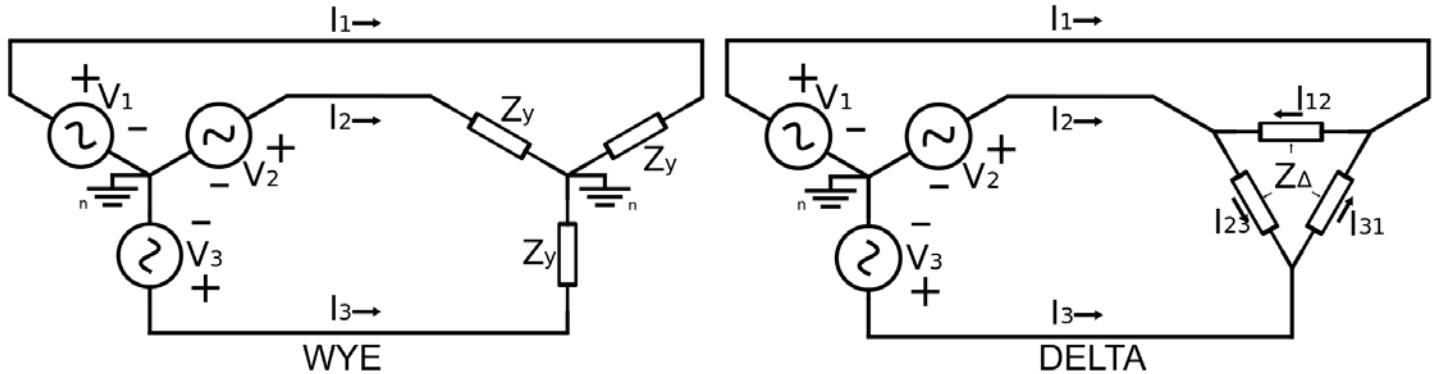 I1
V1
+
-
I2
V2
+
-
Zy
Zy
n
n
-
V3
+
Zy
I3
WYE
I1
+
V1
-
I2
V2
+
-
I12
ZΔ
I23
I31
n
-
V3
+
I3
DELTA